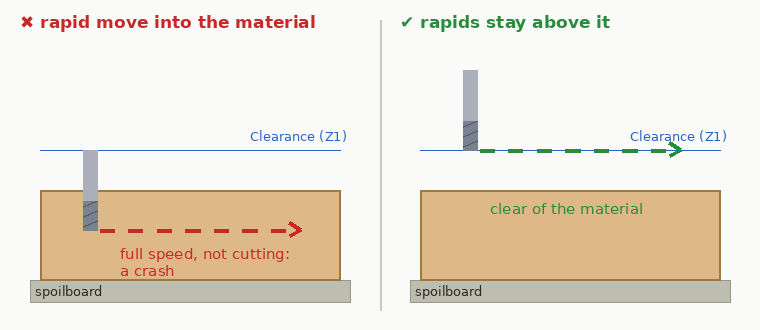 ✖ rapid move into the material
Clearance (Z1)
full speed, not cutting:
a crash
spoilboard
✔ rapids stay above it
Clearance (Z1)
clear of the material
spoilboard